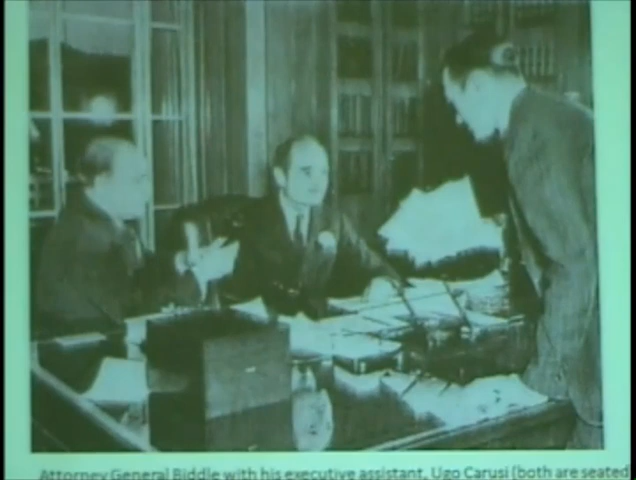 Attorney General Biddle with his executive assistant, Ugo Carusi (both are seated